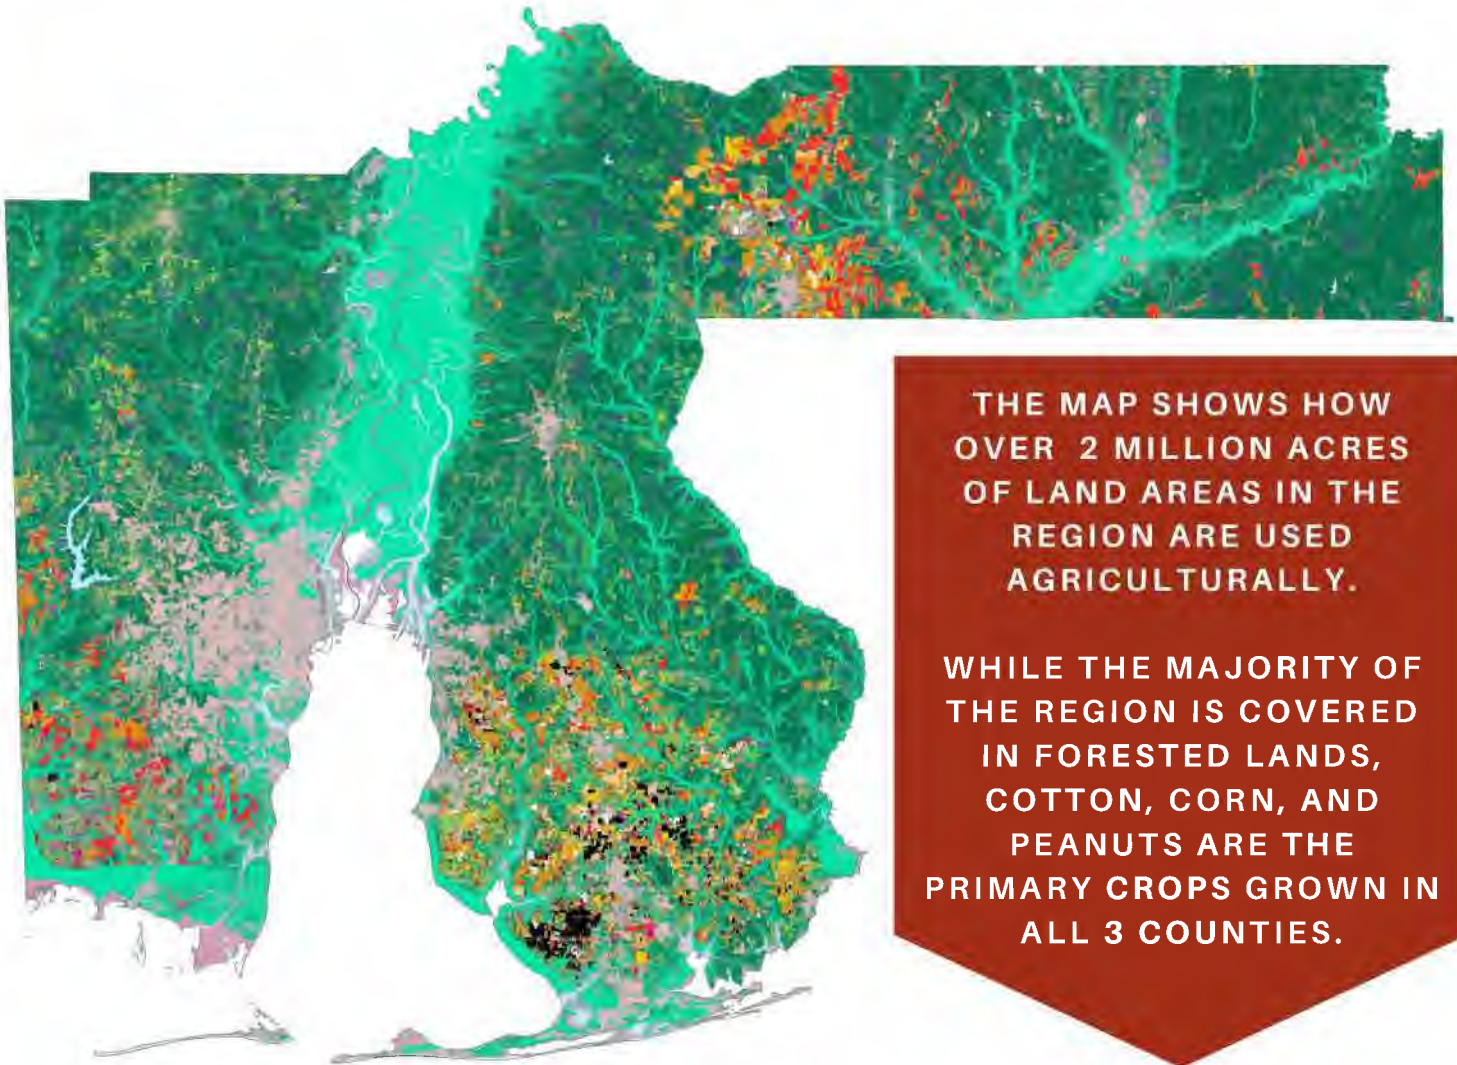 THE MAP SHOWS HOW
OVER 2 MILLION ACRES
OF LAND AREAS IN THE
REGION ARE USED
AGRICULTURALLY.
WHILE THE MAJORITY OF
THE REGION IS COVERED
IN FORESTED LANDS,
COTTON, CORN, AND
PEANUTS ARE THE
PRIMARY CROPS GROWN IN
ALL 3 COUNTIES.